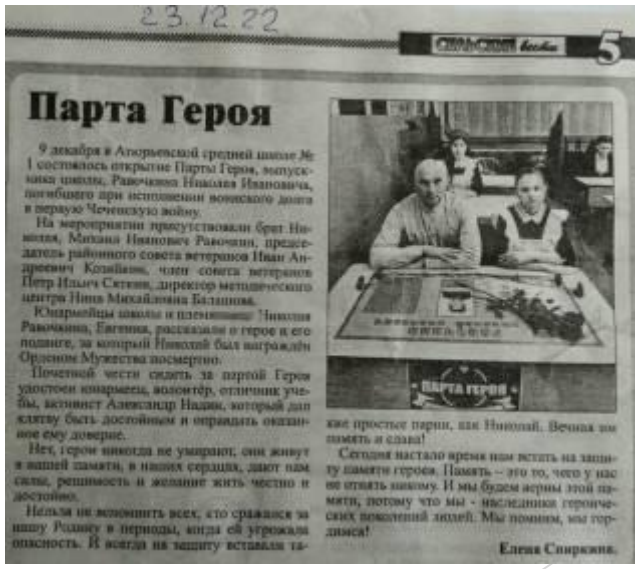 23.12.22
СЕЛЬСКИЙ вести 5
Парта Героя
9 декабря в Атюрьевской средней школе №
1 состоялось открытие Парты Героя, выпуск-
ника школы, Равочкина Николая Ивановича,
погибшего при исполнении воинского долга
в первую Чеченскую войну.
На мероприятии присутствовали брат Ни-
колая, Михаил Иванович Равочкин, предсе-
датель районного совета ветеранов Иван Ан-
дреевич Козайкин, член совета ветеранов
Петр Ильич Сяткин, директор методического
центра Нина Михайловна Балашова.
Юнармейцы школы и племянница Николая
Равочкина, Евгения, рассказали о герое и его
подвиге, за который Николай был награждён
Орденом Мужества посмертно.
Почетной чести сидеть за партой Героя
удостоен юнармеец, волонтёр, отличник уче-
бы, активист Александр Надин, который дал
клятву быть достойным и оправдать оказан-
ное ему доверие.
Нет, герои никогда не умирают, они живут
в нашей памяти, в наших сердцах, дают нам
силы, решимость и желание жить честно и
достойно.
Нельзя не вспомнить всех, кто сражался за
нашу Родину в периоды, когда ей угрожала
опасность. И всегда на защиту вставали та-
ПАРТА ГЕРОЯ
кие простые парни, как Николай. Вечная им
память и слава!
Сегодня настало время нам встать на защи-
ту памяти героев. Память – это то, чего у нас
не отнять никому. И мы будем верны этой па-
мяти, потому что мы - наследники героиче-
ских поколений людей. Мы помним, мы гор-
димся!
Елена Спиркина.